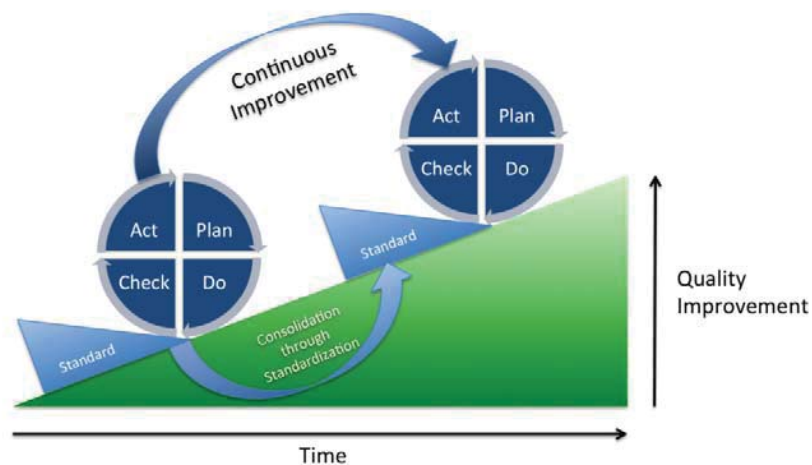 Continuous
Improvement
Act
Plan
Check
Do
Act
Plan
Check
Do
Standard
Standard
Consolidation
through
Standardization
Quality
Improvement
Time